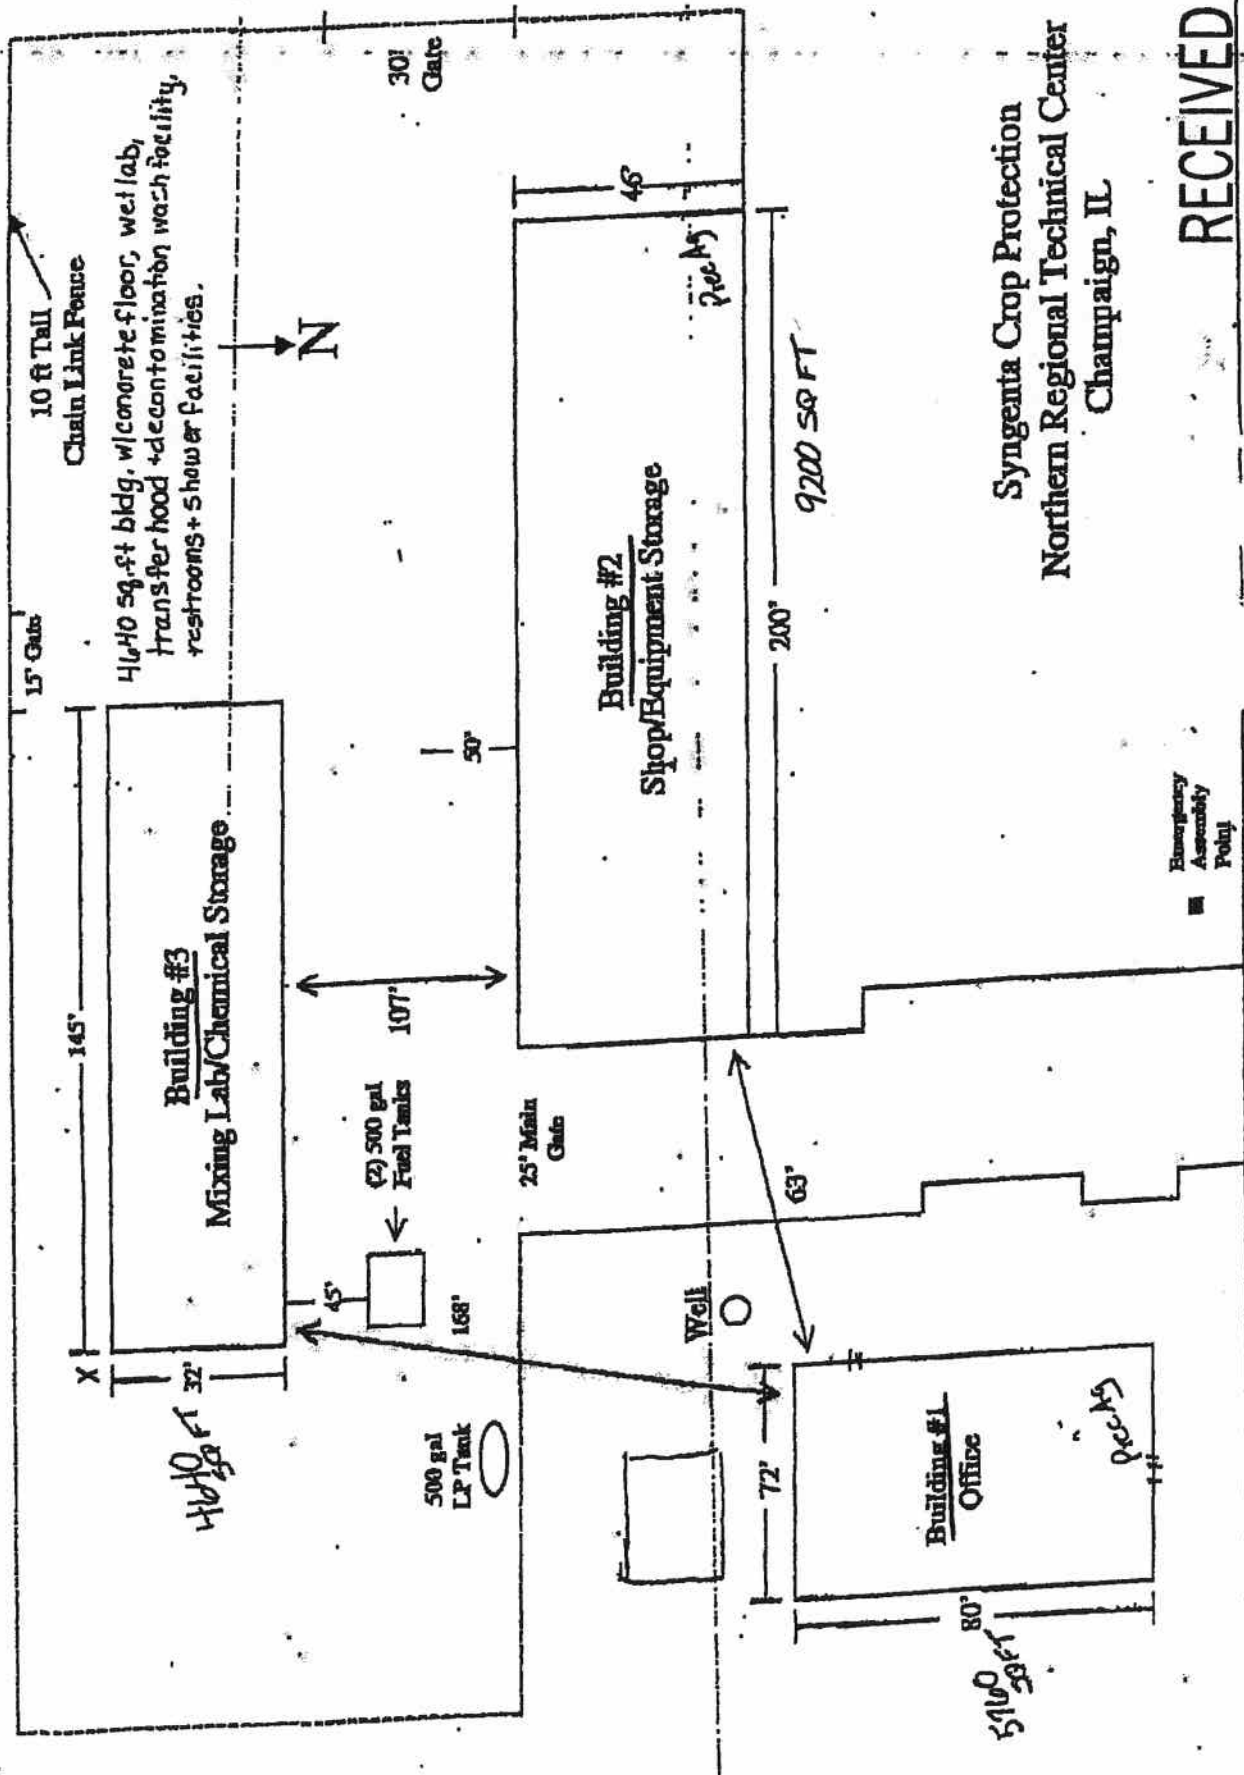 10 ft Tall
Chain Link Fence
15' Gate
4640 sq.ft bldg. w/concrete floor, wet lab,
transfer hood + decontomination wash facility,
restrooms + shower facilities.
30'
Gate
N
X
145'
32'
4640
SQ FT
Building #3
Mixing Lab/Chemical Storage
45'
(2) 500 gal
Fuel Tanks
107'
168'
50'
46'
500 gal
LP Tank
25' Main
Gate
Building #2
Shop/Equipment Storage
PrecAg
200'
9200 SQ FT
Well
63'
72'
80'
5760
SQ FT
Building #1
Office
PrecAg
Emergency
Assembly
Point
Syngenta Crop Protection
Northern Regional Technical Center
Champaign, IL
RECEIVED